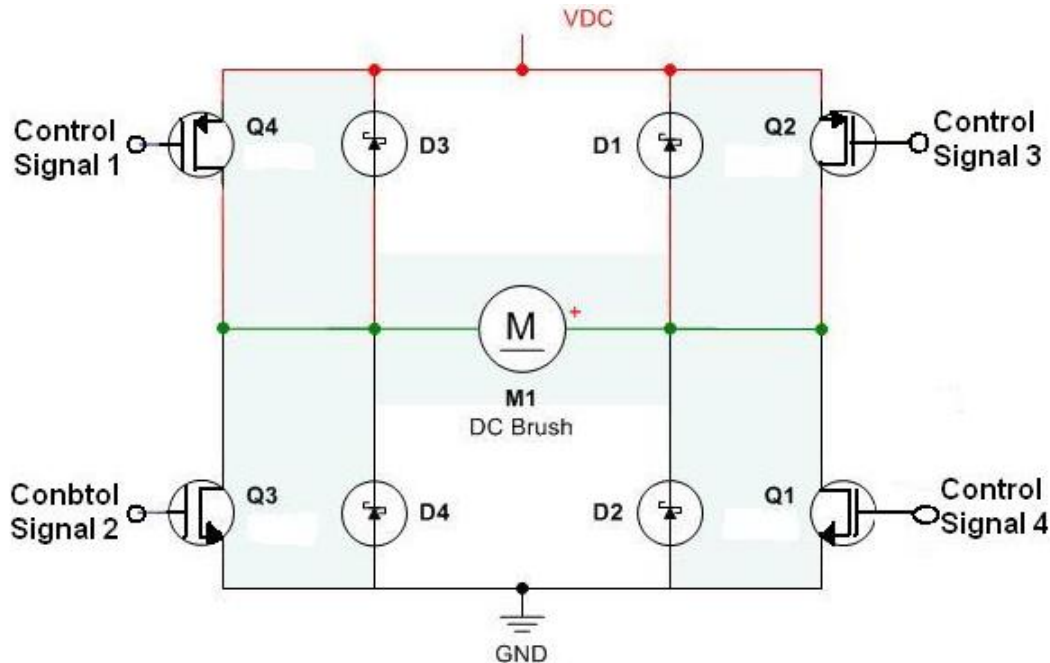 VDC
Control
Signal 1
Q4
D3
D1
Q2
Control
Signal 3
+
M
M1
DC Brush
Conbtol
Signal 2
Q3
D4
D2
Q1
Control
Signal 4
GND